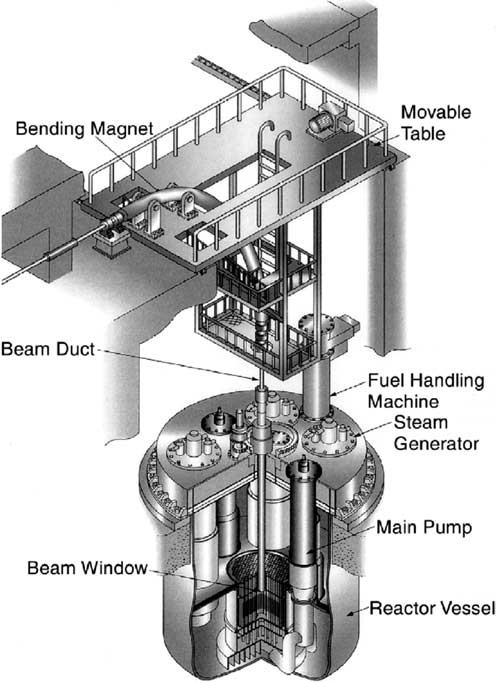 Movable
Table
Bending Magnet
Beam Duct
Fuel Handling
Machine
Steam
Generator
Main Pump
Beam Window
Reactor Vessel